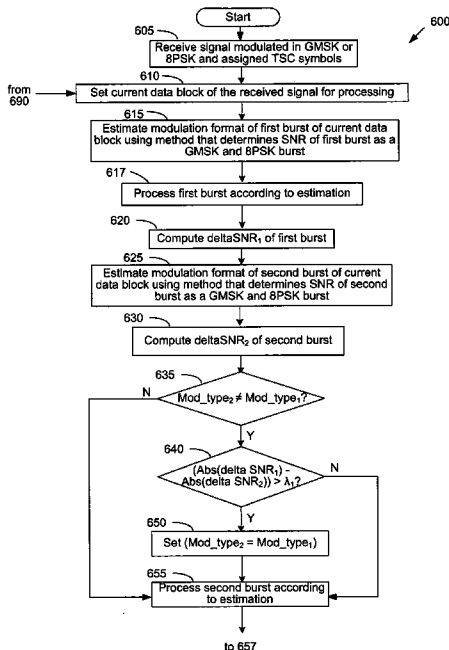 Start
600
605
Receive signal modulated in GMSK or
8PSK and assigned TSC symbols
from
690
610
Set current data block of the received signal for processing
615
Estimate modulation format of first burst of current data
block using method that determines SNR of first burst as a
GMSK and 8PSK burst
617
Process first burst according to estimation
620
Compute deltaSNR₁ of first burst
625
Estimate modulation format of second burst of current
data block using method that determines SNR of second
burst as a GMSK and 8PSK burst
630
Compute deltaSNR₂ of second burst
635
N
Mod_type₂ ≠ Mod_type₁?
Y
640
(Abs(delta SNR₁) -
Abs(delta SNR₂)) > λ₁?
N
Y
650
Set (Mod_type₂ = Mod_type₁)
655
Process second burst according
to estimation
to 657